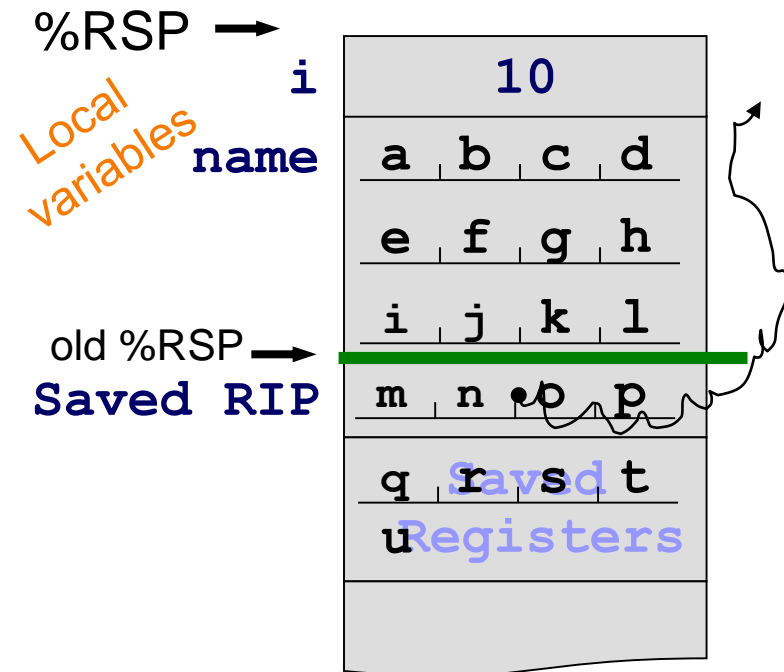 %RSP
i 10
Local
variables
name a b c d
e f g h
i j k l
old %RSP
Saved RIP m n o p
q r s t
Saved
u
Registers